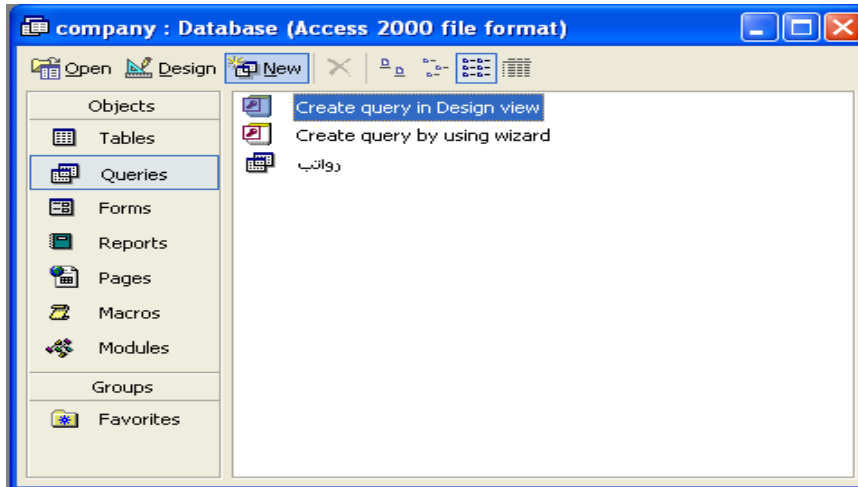 company : Database (Access 2000 file format)
Open Design New
Objects
Tables
Queries
Forms
Reports
Pages
Macros
Modules
Groups
Favorites
Create query in Design view
Create query by using wizard
رواتب